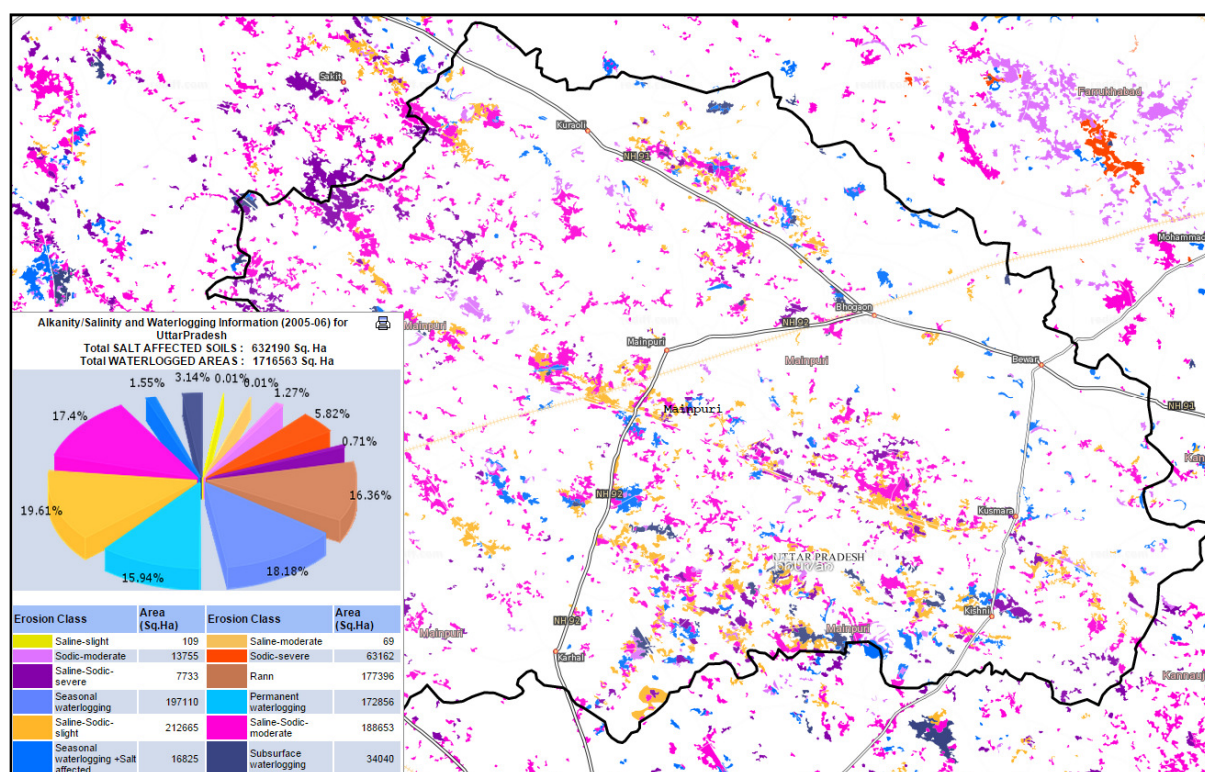 Sakit
Kuraoli
NH 91
Farrukhabad
Mohammad
Bhogaon
NH 92
Mainpuri
Mainpuri
Mainpuri
Bewar
NH 91
Mainpuri
Kusmara
NH 92
UTTAR PRADESH
Kishni
Mainpuri
Mainpuri
NH 92
Karhal
Kannauj
Alkanity/Salinity and Waterlogging Information (2005-06) for
UttarPradesh
Total SALT AFFECTED SOILS : 632190 Sq. Ha
Total WATERLOGGED AREAS : 1716563 Sq. Ha
1.55% 3.14% 0.01% 0.01%
1.27%
17.4%
5.82%
0.71%
16.36%
19.61%
15.94%
18.18%
Erosion Class Area (Sq.Ha) Erosion Class Area (Sq.Ha)
Saline-slight 109 Saline-moderate 69
Sodic-moderate 13755 Sodic-severe 63162
Saline-Sodic-severe 7733 Rann 177396
Seasonal waterlogging 197110 Permanent waterlogging 172856
Saline-Sodic-slight 212665 Saline-Sodic-moderate 188653
Seasonal waterlogging +Salt affected 16825 Subsurface waterlogging 34040